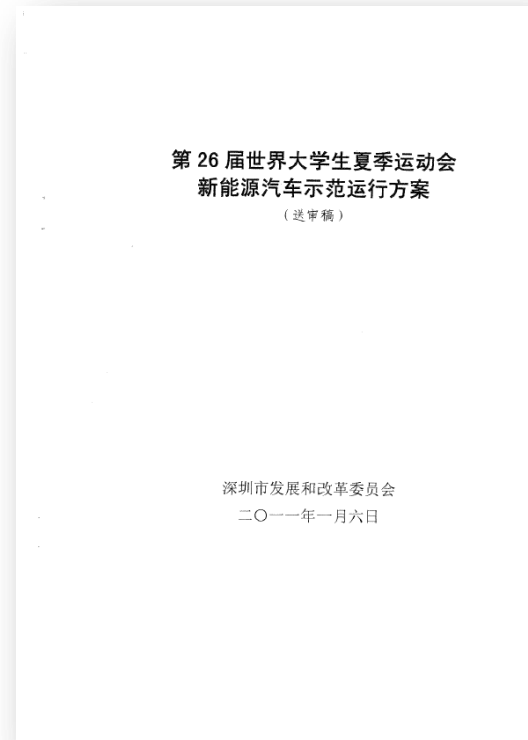 第 26 届世界大学生夏季运动会
新能源汽车示范运行方案
（送审稿）
深圳市发展和改革委员会
二〇一一年一月六日